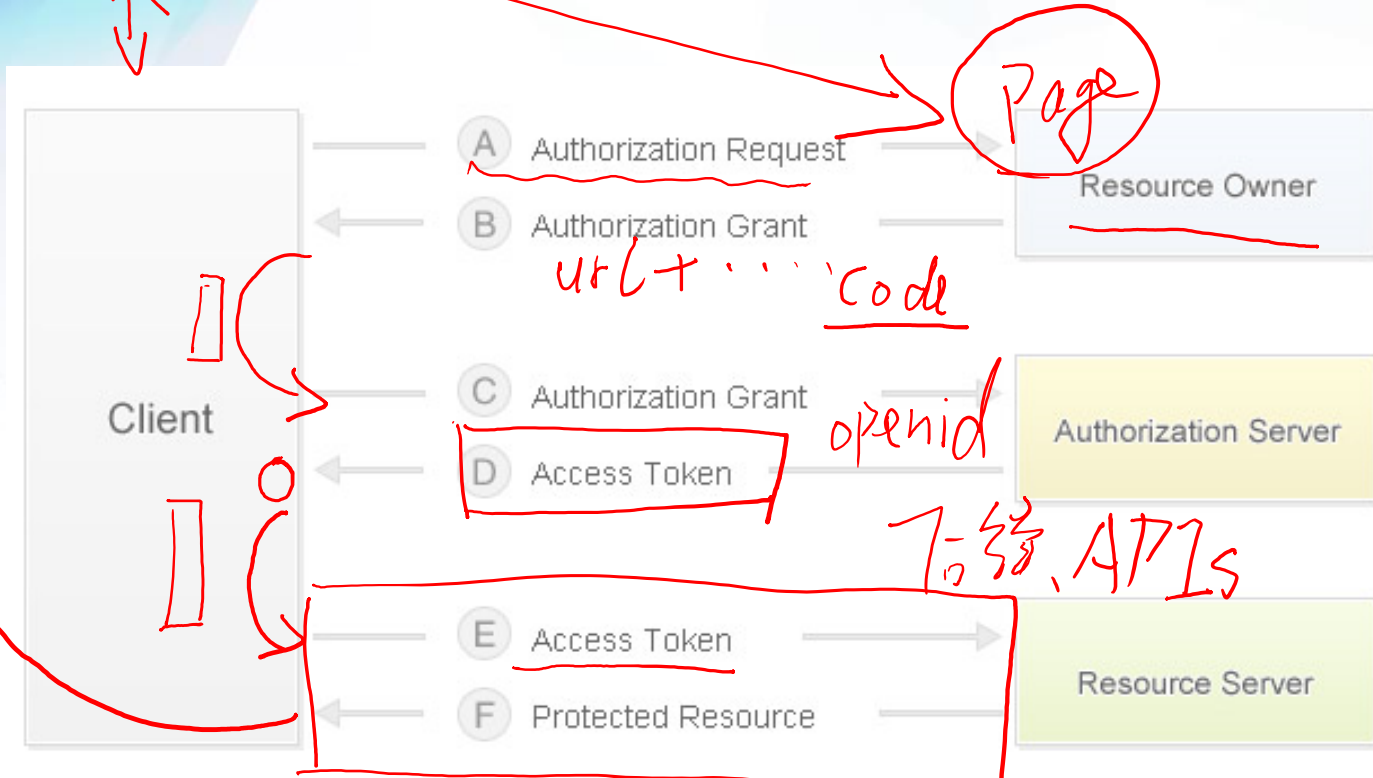 Page
A Authorization Request
Resource Owner
B Authorization Grant
url + ..... code
Client
C Authorization Grant
openid
Authorization Server
D Access Token
后续、APIs
E Access Token
Resource Server
F Protected Resource